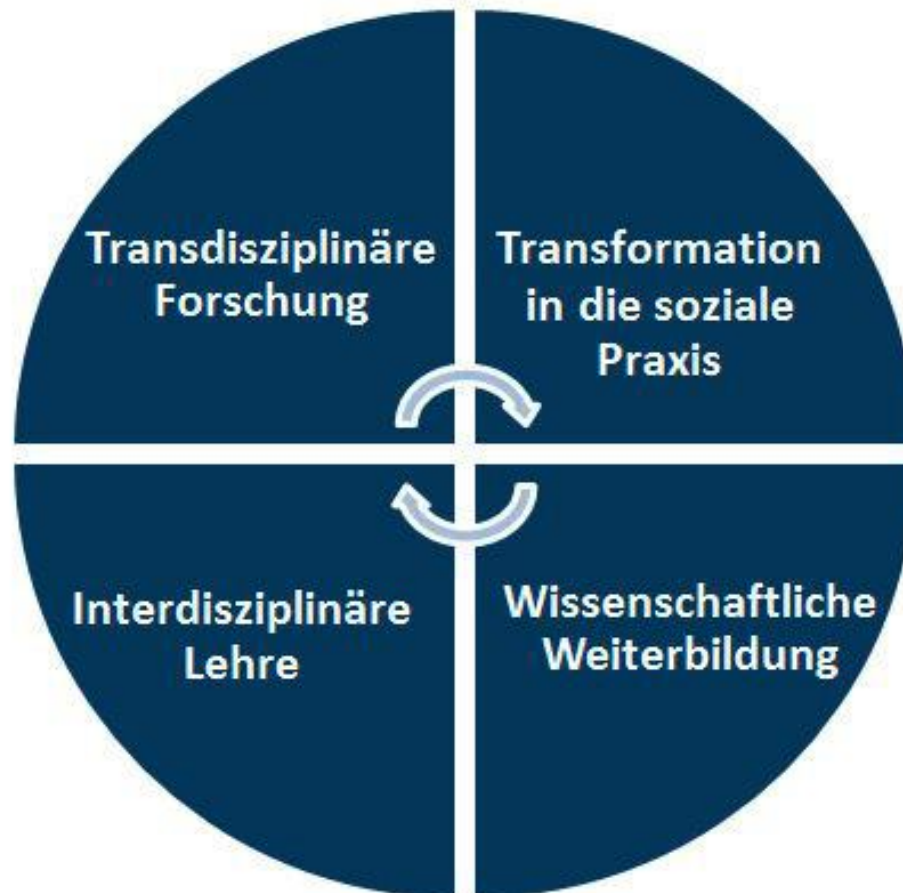 Transdisziplinäre
Forschung
Transformation
in die soziale
Praxis
Interdisziplinäre
Lehre
Wissenschaftliche
Weiterbildung